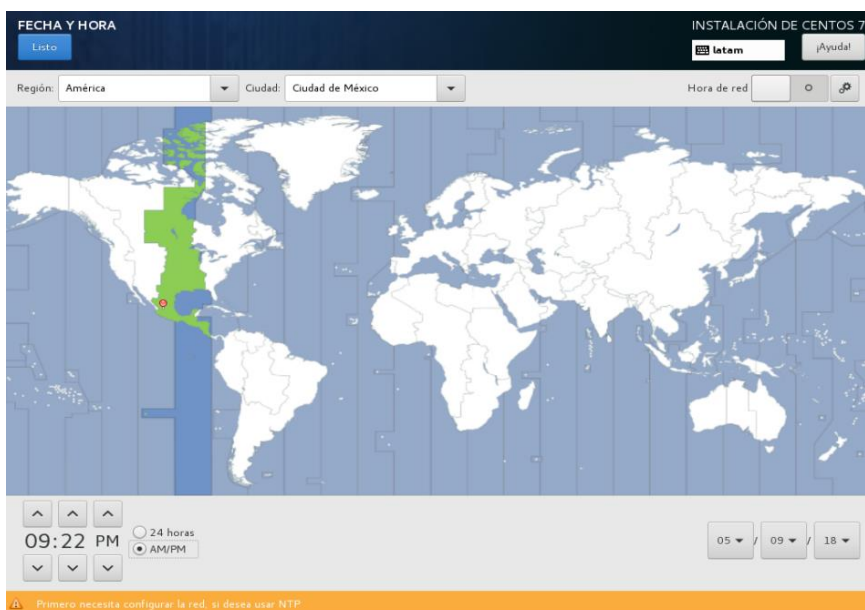 FECHA Y HORA
INSTALACIÓN DE CENTOS 7
Listo
latam
¡Ayuda!
Región: América
Ciudad: Ciudad de México
Hora de red
09:22 PM
24 horas
AM/PM
05 / 09 / 18
Primero necesita configurar la red, si desea usar NTP